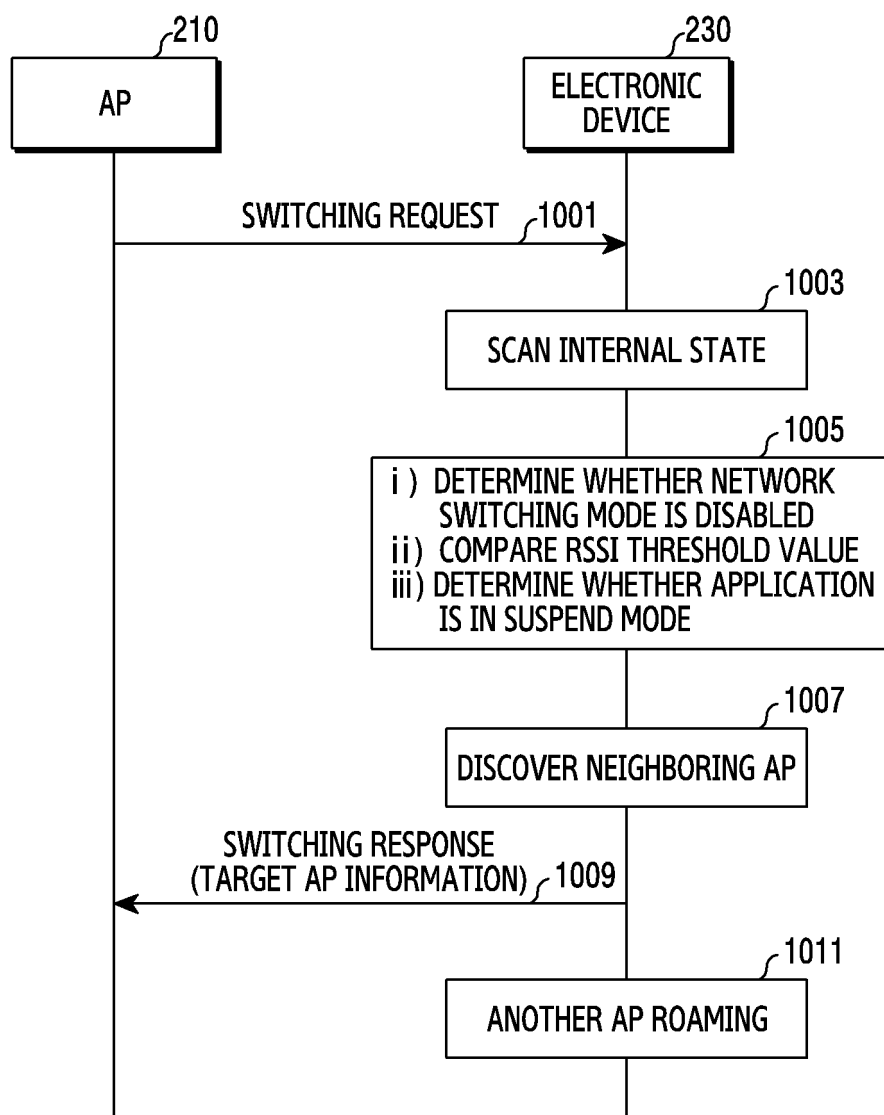 210
230
AP
ELECTRONIC
DEVICE
SWITCHING REQUEST
1001
1003
SCAN INTERNAL STATE
1005
i) DETERMINE WHETHER NETWORK
SWITCHING MODE IS DISABLED
ii) COMPARE RSSI THRESHOLD VALUE
iii) DETERMINE WHETHER APPLICATION
IS IN SUSPEND MODE
1007
DISCOVER NEIGHBORING AP
SWITCHING RESPONSE
(TARGET AP INFORMATION)
1009
1011
ANOTHER AP ROAMING